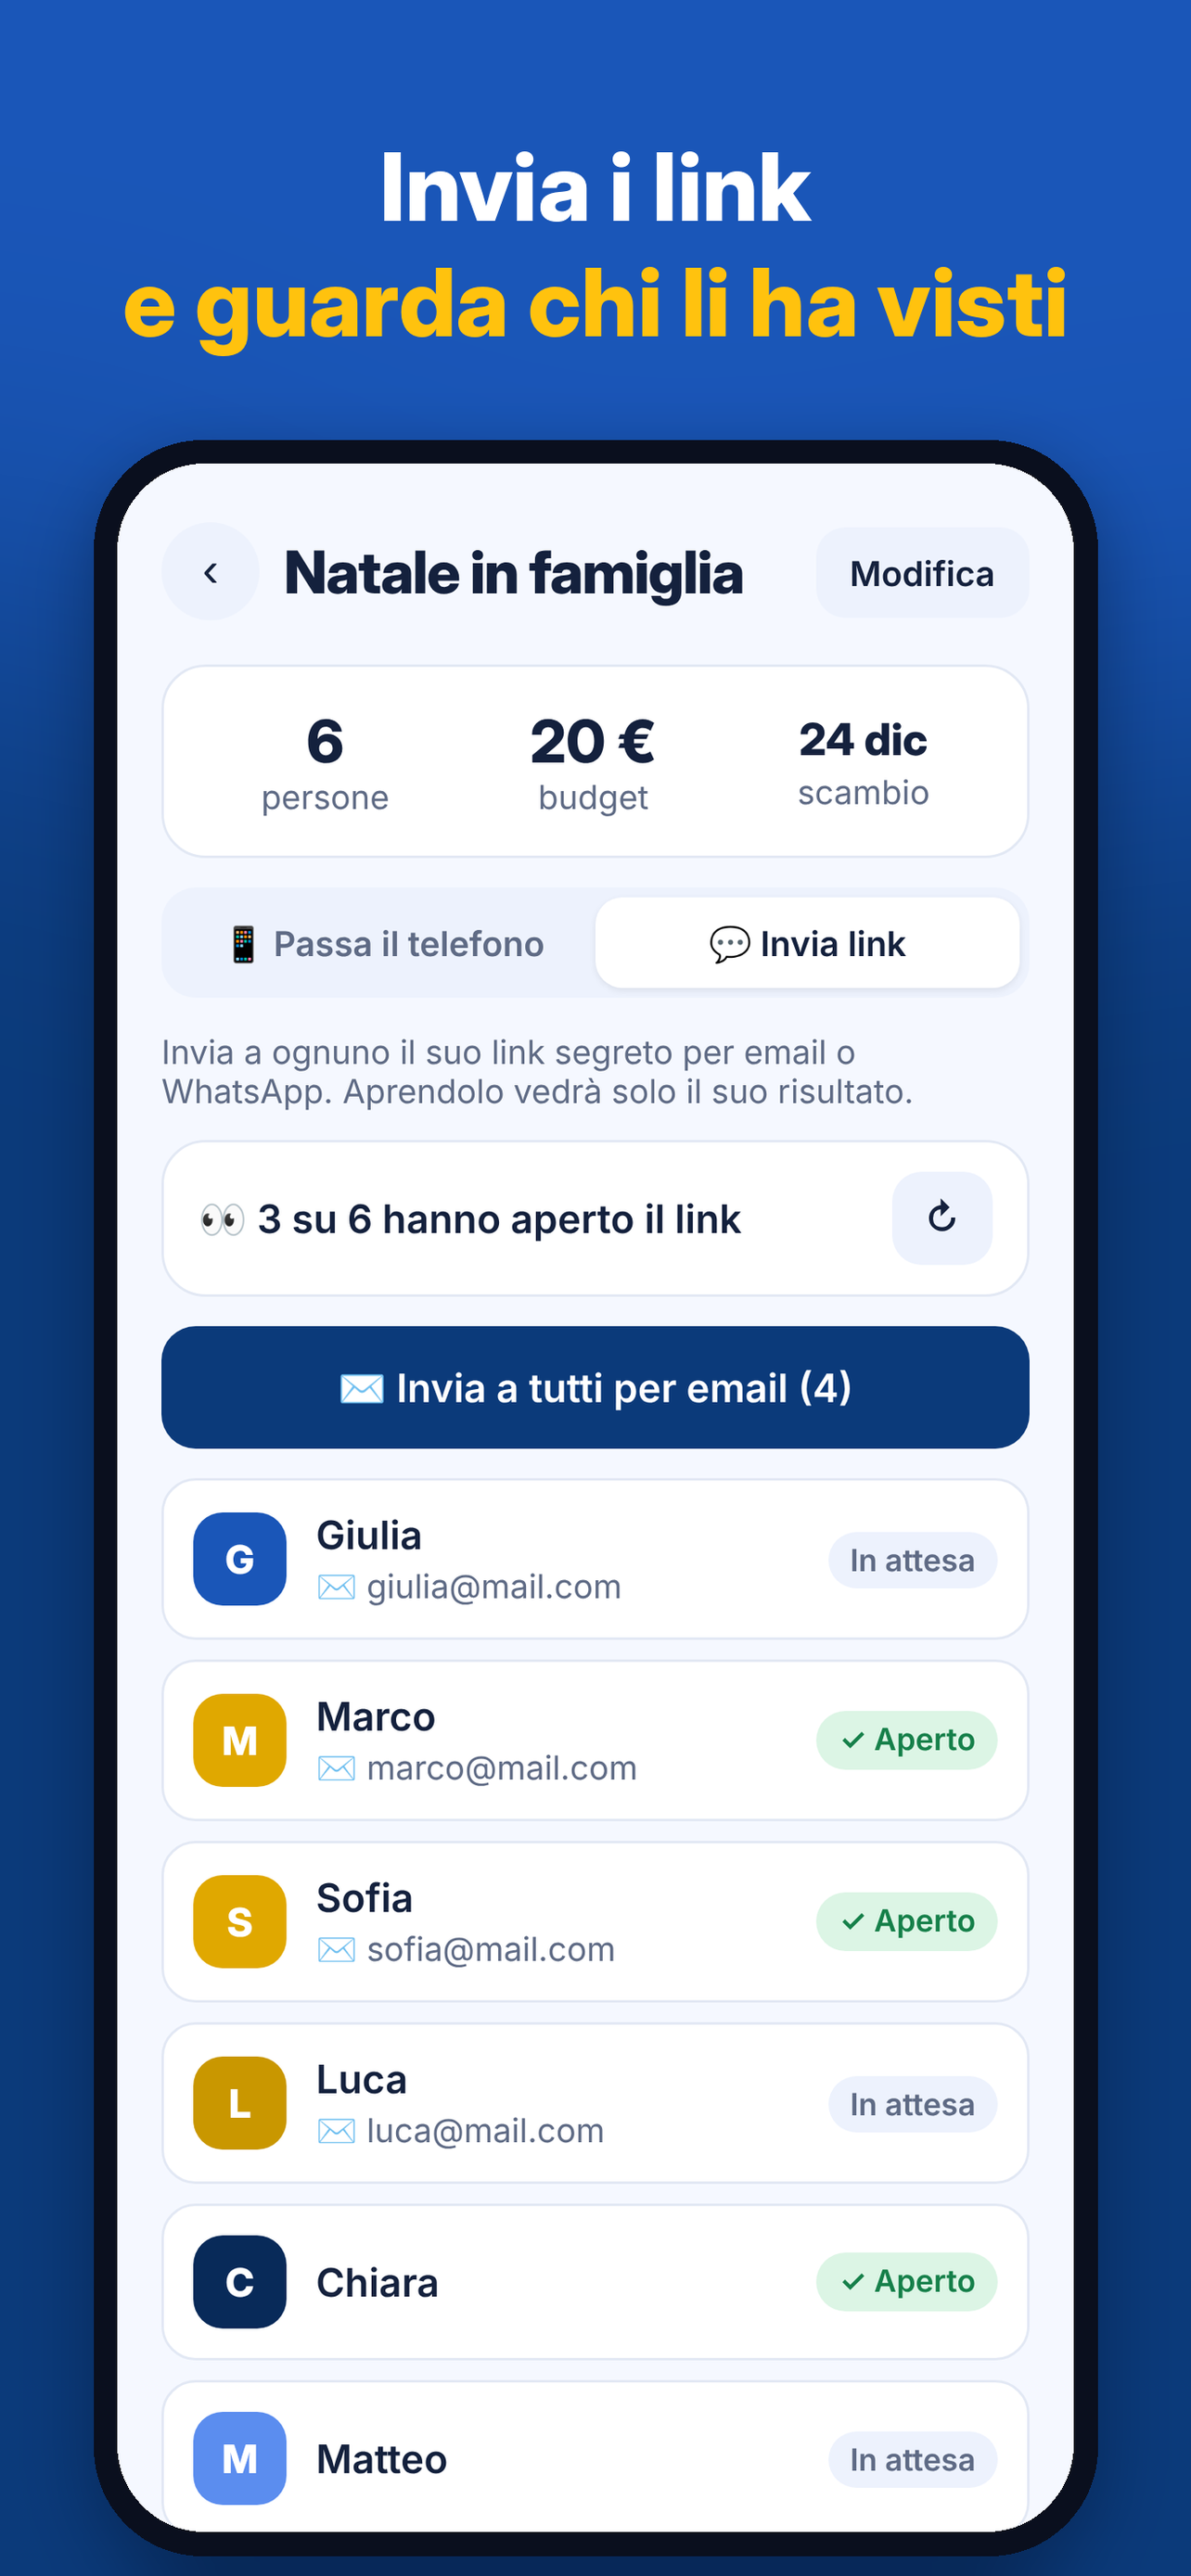 Invia i link
e guarda chi li ha visti
‹ Natale in famiglia Modifica
6 20 € 24 dic
persone budget scambio
📱 Passa il telefono 💬 Invia link
Invia a ognuno il suo link segreto per email o
WhatsApp. Aprendolo vedrà solo il suo risultato.
👀 3 su 6 hanno aperto il link ↻
✉️ Invia a tutti per email (4)
G Giulia In attesa
✉️ giulia@mail.com
M Marco ✓ Aperto
✉️ marco@mail.com
S Sofia ✓ Aperto
✉️ sofia@mail.com
L Luca In attesa
✉️ luca@mail.com
C Chiara ✓ Aperto
M Matteo In attesa